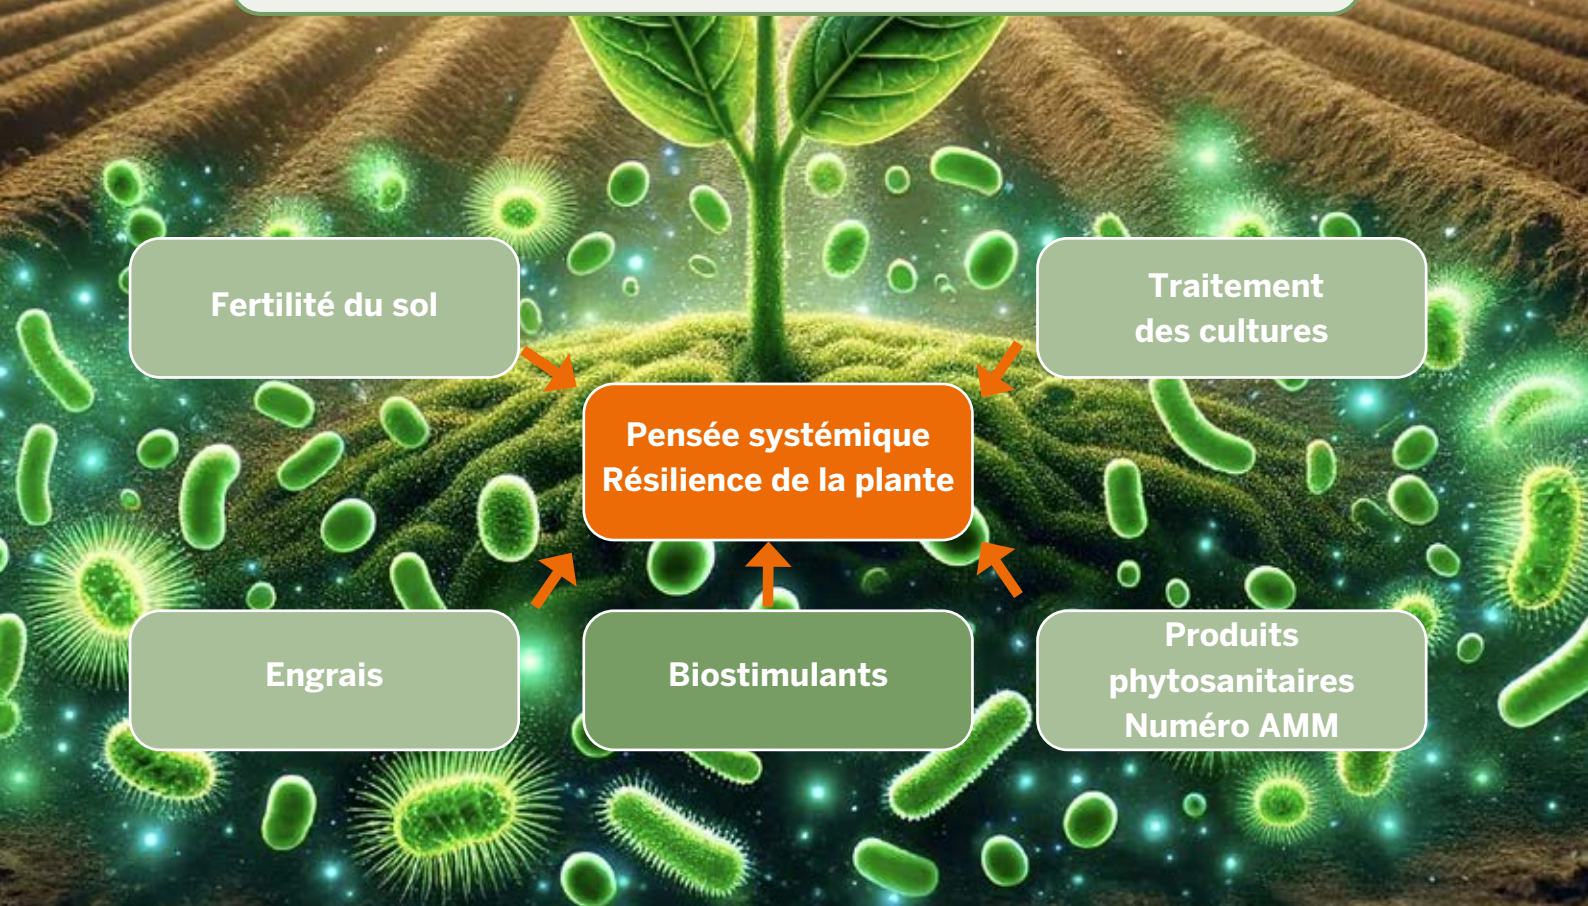 Fertilité du sol
Traitement
des cultures
Pensée systémique
Résilience de la plante
Engrais
Biostimulants
Produits
phytosanitaires
Numéro AMM